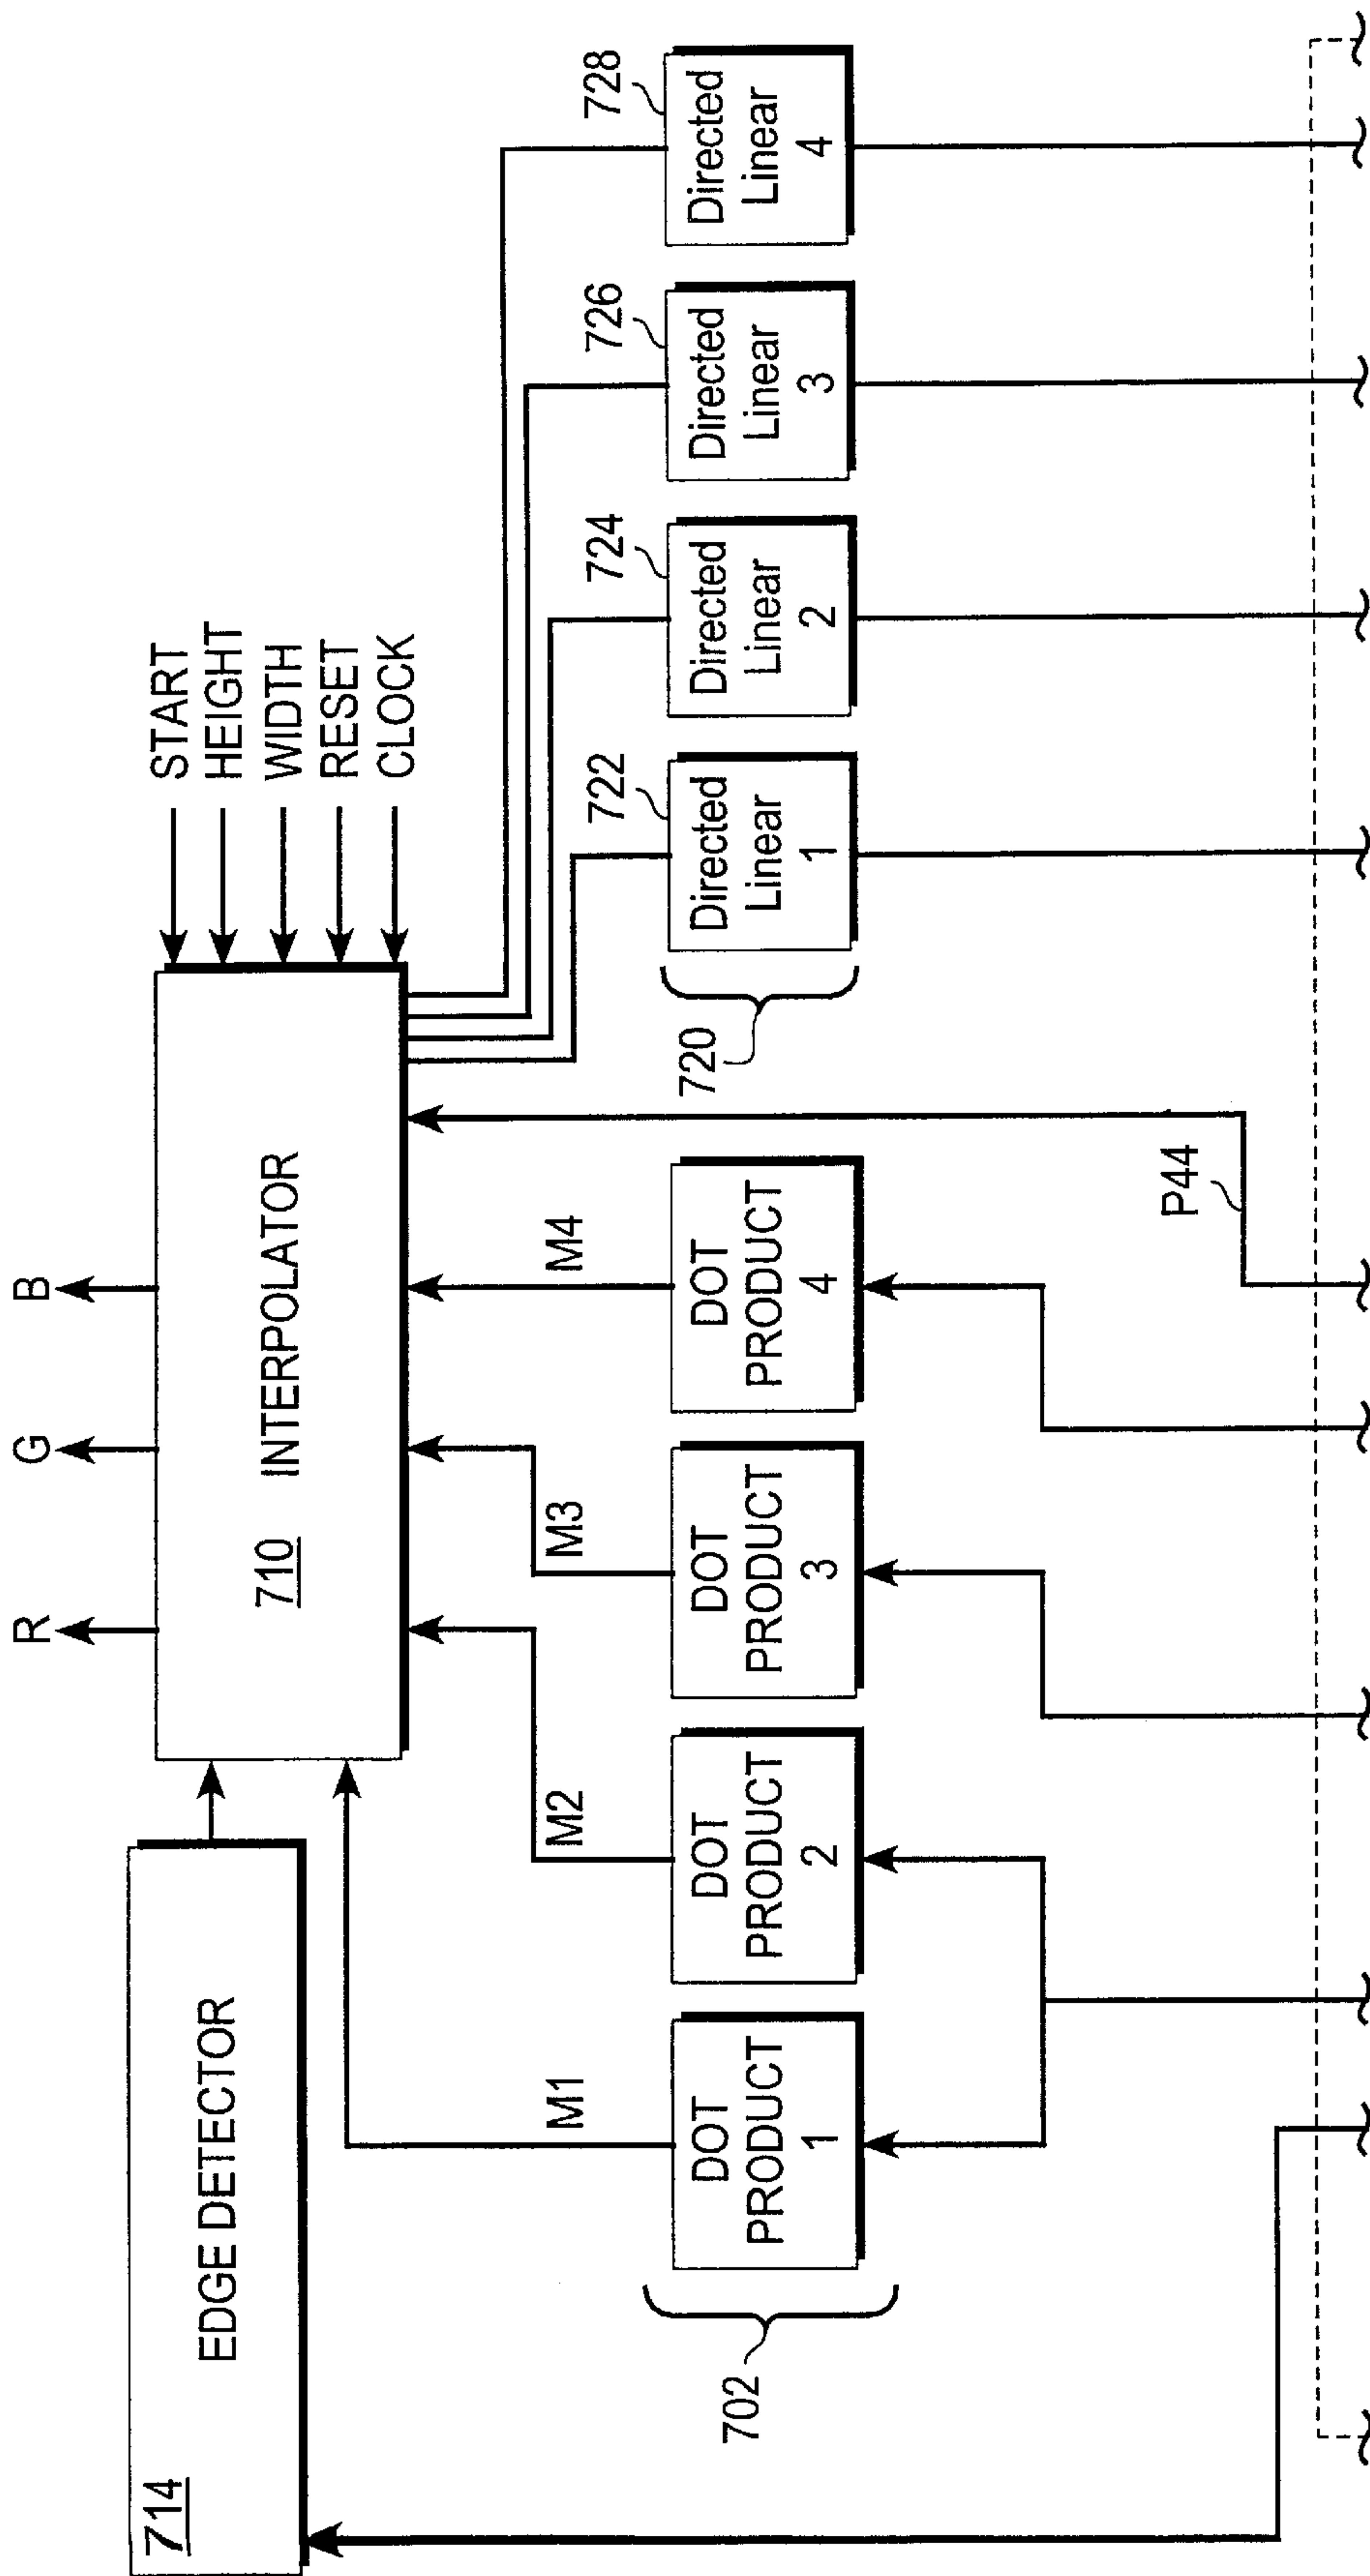 R
G
B
714
EDGE DETECTOR
710 INTERPOLATOR
START
HEIGHT
WIDTH
RESET
CLOCK
M1
M2
M3
M4
702
DOT
PRODUCT
1
DOT
PRODUCT
2
DOT
PRODUCT
3
DOT
PRODUCT
4
720
722
Directed
Linear
1
724
Directed
Linear
2
726
Directed
Linear
3
728
Directed
Linear
4
P44